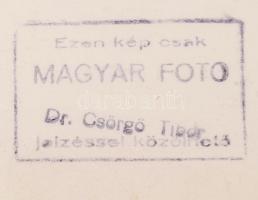 Ezen kép csak
MAGYAR FOTO
Dr. Csörgő Tibor
jelzéssel közölhető